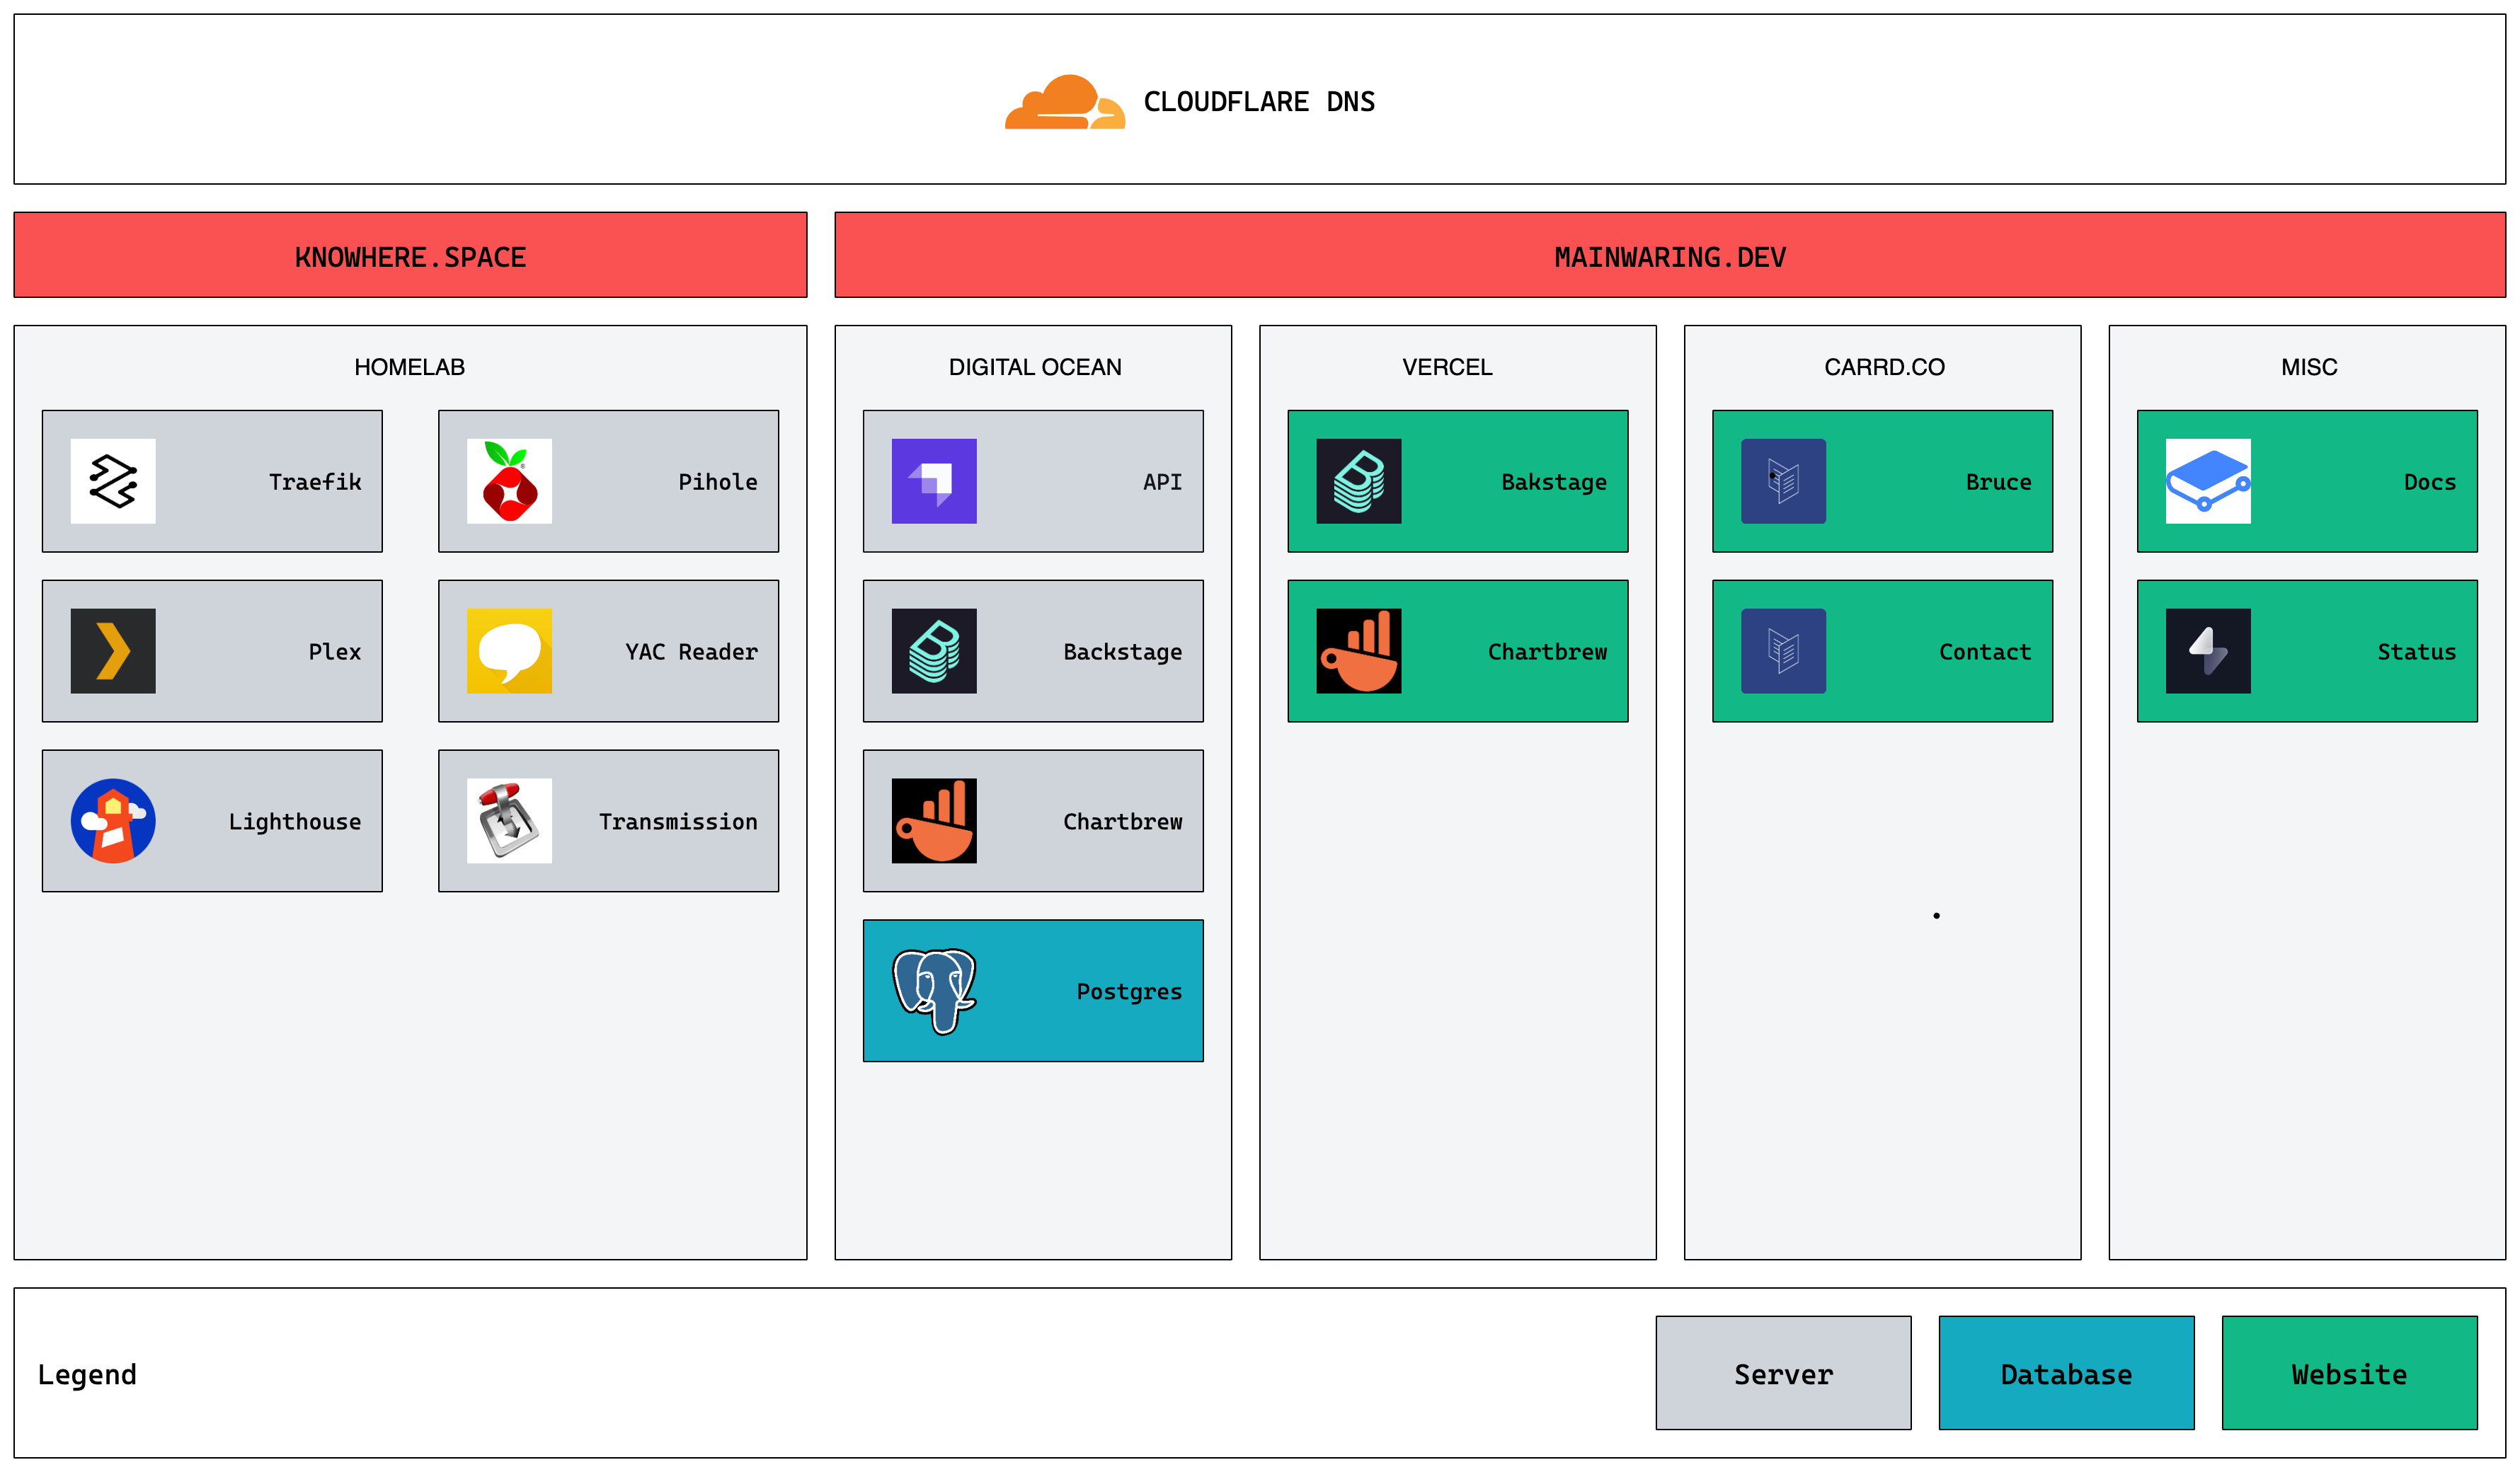 CLOUDFLARE DNS
KNOWHERE.SPACE
MAINWARING.DEV
HOMELAB
Traefik
Pihole
Plex
YAC Reader
Lighthouse
Transmission
DIGITAL OCEAN
API
Backstage
Chartbrew
Postgres
VERCEL
Bakstage
Chartbrew
CARRD.CO
Bruce
Contact
MISC
Docs
Status
Legend
Server
Database
Website